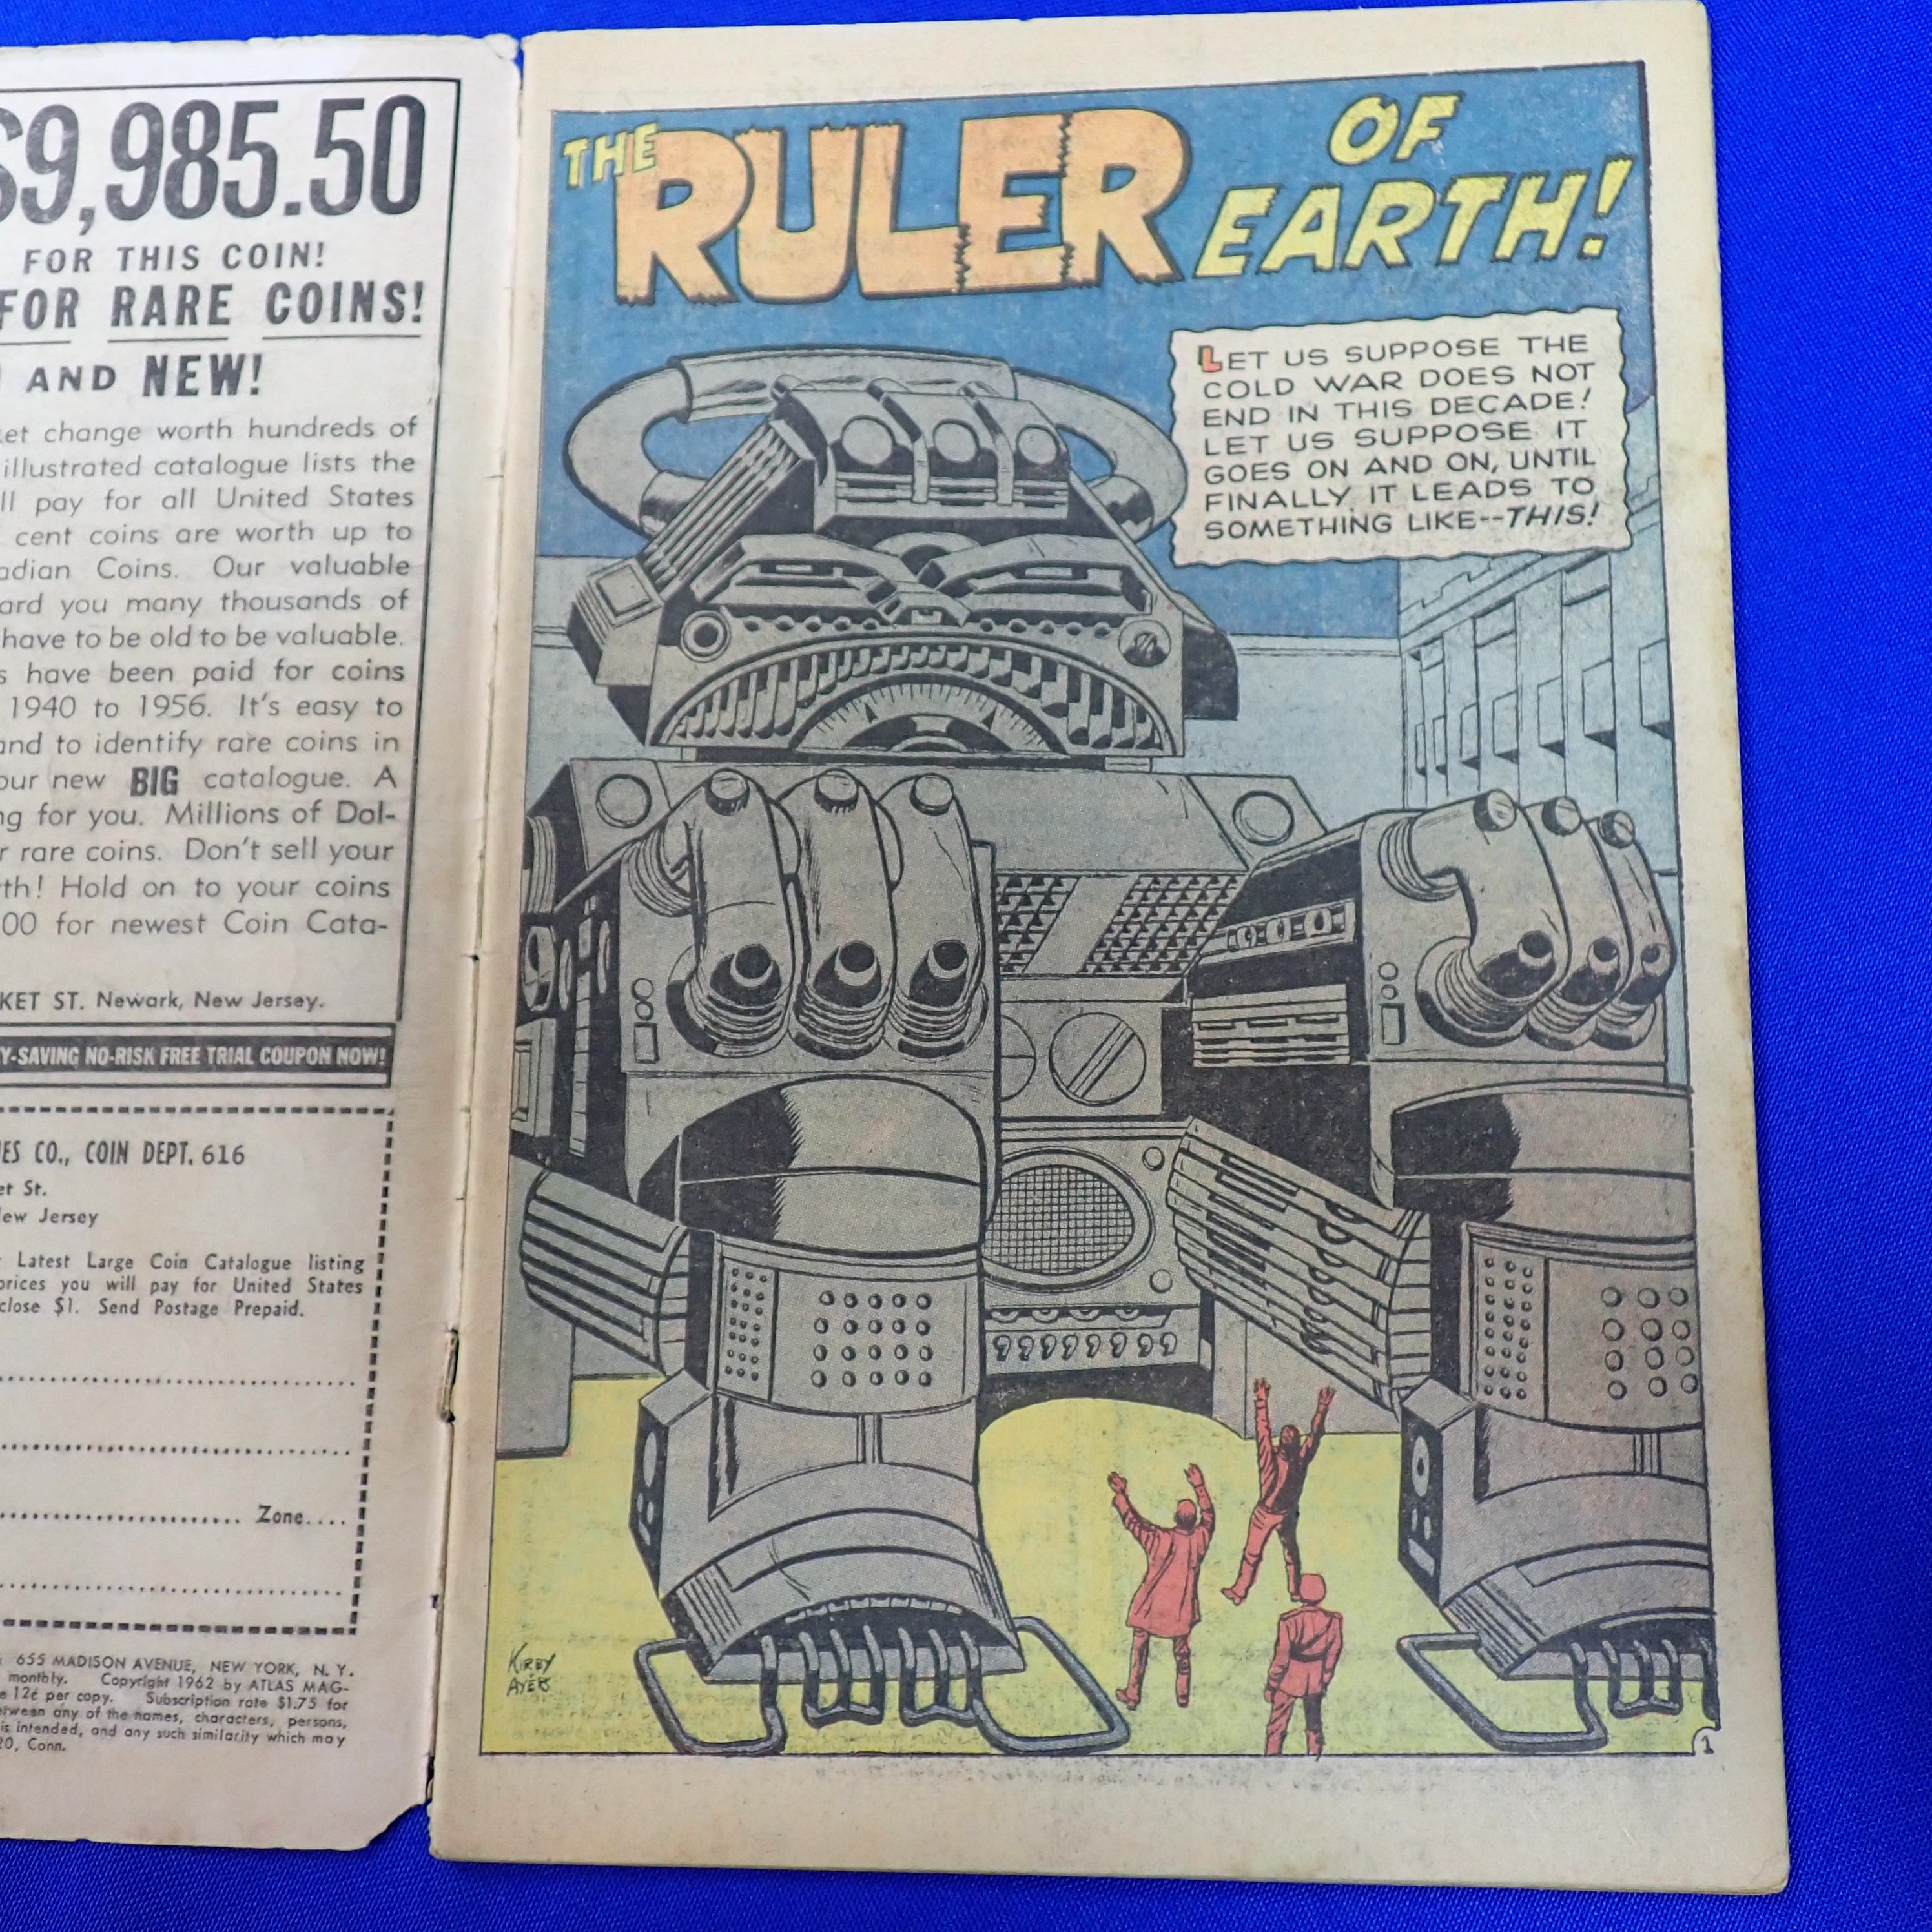 $9,985.50
FOR THIS COIN!
FOR RARE COINS!
AND NEW!
change worth hundreds of
illustrated catalogue lists the
pay for all United States
cent coins are worth up to
Coins. Our valuable
you many thousands of
have to be old to be valuable.
have been paid for coins
1940 to 1956. It's easy to
and to identify rare coins in
our new BIG catalogue. A
for you. Millions of Dol-
rare coins. Don't sell your
Hold on to your coins
00 for newest Coin Cata-
ST. Newark, New Jersey.
-SAVING NO-RISK FREE TRIAL COUPON NOW!
CO., COIN DEPT. 616
St.
New Jersey
Latest Large Coin Catalogue listing
prices you will pay for United States
close $1. Send Postage Prepaid.
Zone....
655 MADISON AVENUE, NEW YORK, N. Y.
monthly. Copyright 1962 by ATLAS MAG-
12¢ per copy. Subscription rate $1.75 for
between any of the names, characters, persons,
is intended, and any such similarity which may
Conn.
THE RULER OF
EARTH!
LET US SUPPOSE THE
COLD WAR DOES NOT
END IN THIS DECADE!
LET US SUPPOSE IT
GOES ON AND ON, UNTIL
FINALLY IT LEADS TO
SOMETHING LIKE--THIS!
KIRBY
AYERS
1